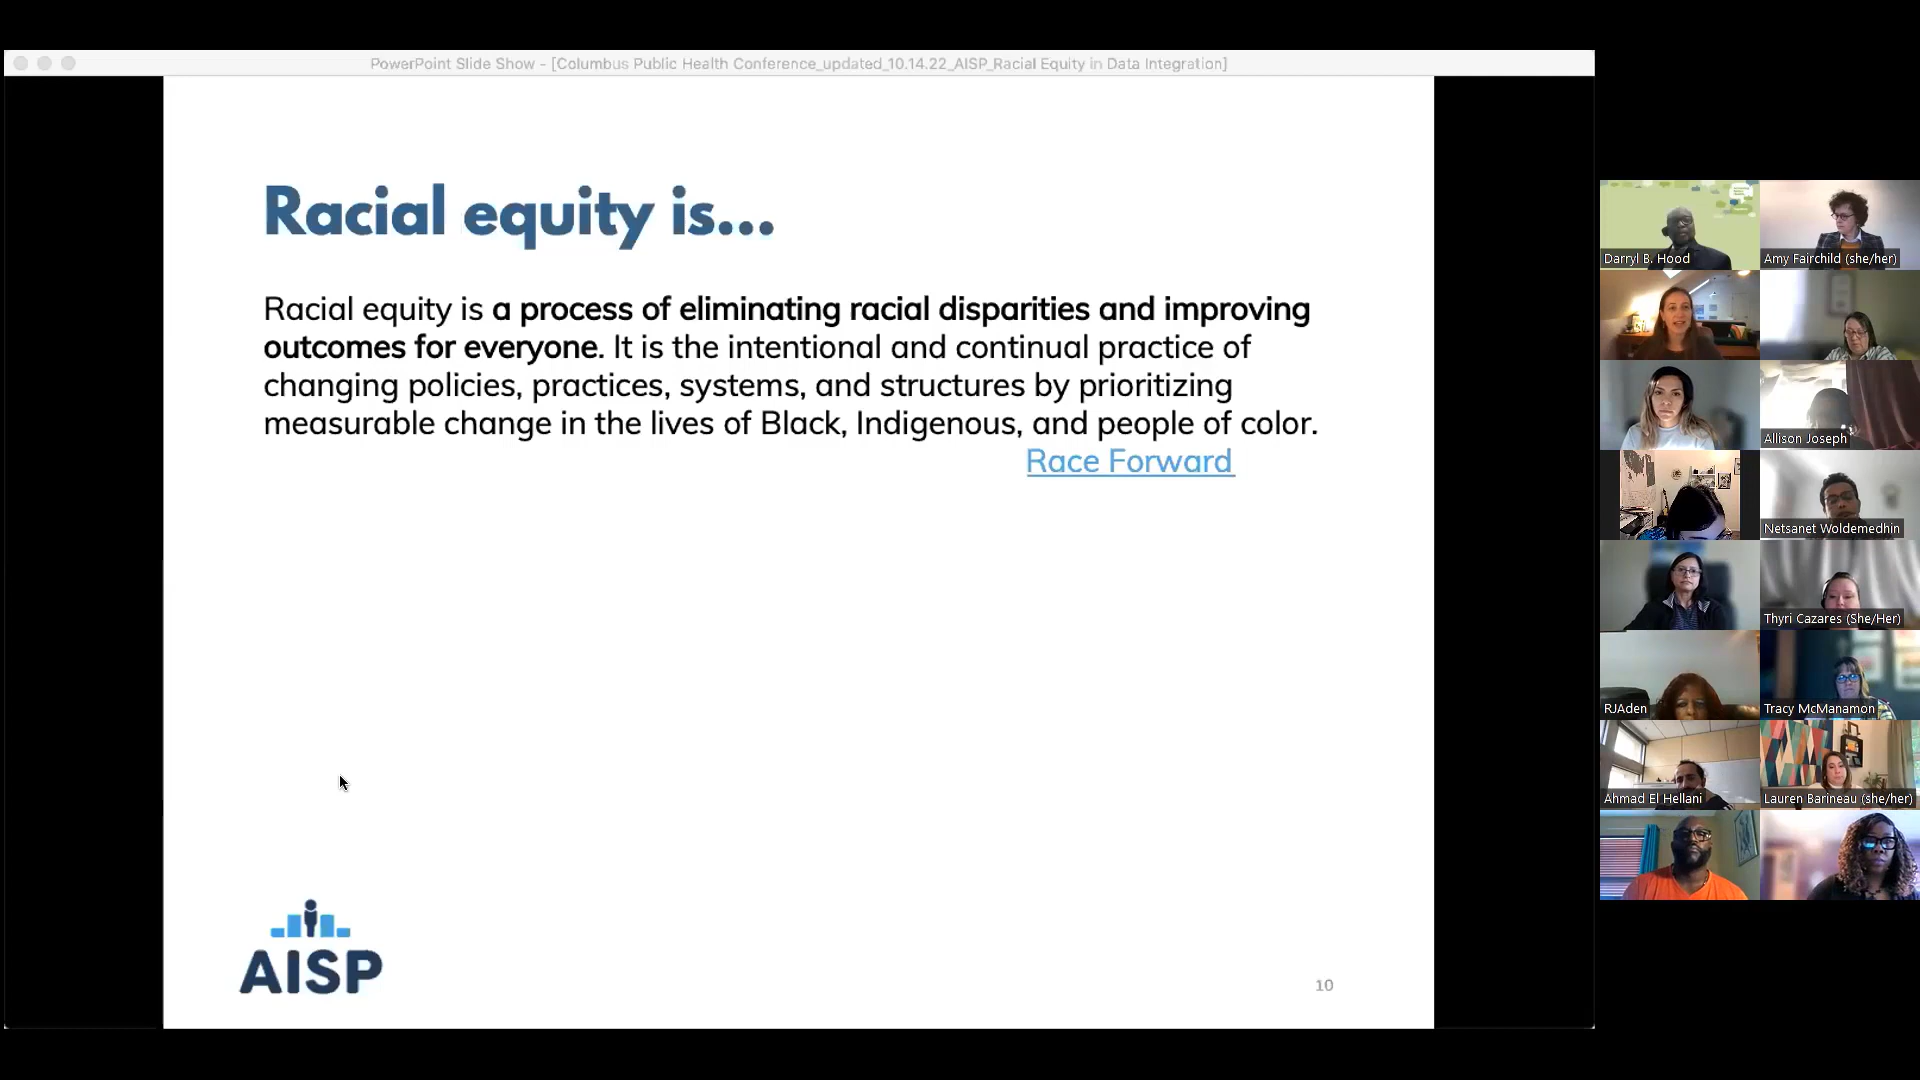 PowerPoint Slide Show - [Columbus Public Health Conference_updated_10.14.22_AISP_Racial Equity in Data Integration]
Racial equity is...
Racial equity is a process of eliminating racial disparities and improving
outcomes for everyone. It is the intentional and continual practice of
changing policies, practices, systems, and structures by prioritizing
measurable change in the lives of Black, Indigenous, and people of color.
Race Forward
AISP
10
Darryl B. Hood
Amy Fairchild (she/her)
Allison Joseph
Netsanet Woldemedhin
Thyri Cazares (She/Her)
RJAden
Tracy McManamon
Ahmad El Hellani
Lauren Barineau (she/her)